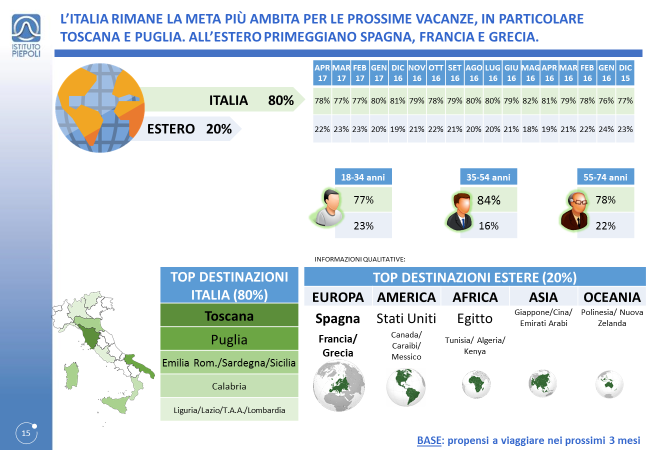 L’ITALIA RIMANE LA META PIÙ AMBITA PER LE PROSSIME VACANZE, IN PARTICOLARE
TOSCANA E PUGLIA. ALL’ESTERO PRIMEGGIANO SPAGNA, FRANCIA E GRECIA.
ISTITUTO
PIEPOLI
APR 17 MAR 17 FEB 17 GEN 17 DIC 16 NOV 16 OTT 16 SET 16 AGO 16 LUG 16 GIU 16 MAG 16 APR 16 MAR 16 FEB 16 GEN 16 DIC 15
ITALIA 80%
78% 77% 77% 80% 81% 79% 78% 79% 80% 80% 79% 82% 81% 79% 78% 76% 77%
ESTERO 20%
22% 23% 23% 20% 19% 21% 22% 21% 20% 20% 21% 18% 19% 21% 22% 24% 23%
18-34 anni 35-54 anni 55-74 anni
77% 84% 78%
23% 16% 22%
INFORMAZIONI QUALITATIVE:
TOP DESTINAZIONI
ITALIA (80%)
Toscana
Puglia
Emilia Rom./Sardegna/Sicilia
Calabria
Liguria/Lazio/T.A.A./Lombardia
TOP DESTINAZIONI ESTERE (20%)
EUROPA AMERICA AFRICA ASIA OCEANIA
Spagna
Francia/
Grecia
Stati Uniti
Canada/
Caraibi/
Messico
Egitto
Tunisia/ Algeria/
Kenya
Giappone/Cina/
Emirati Arabi
Polinesia/ Nuova
Zelanda
15
BASE: propensi a viaggiare nei prossimi 3 mesi